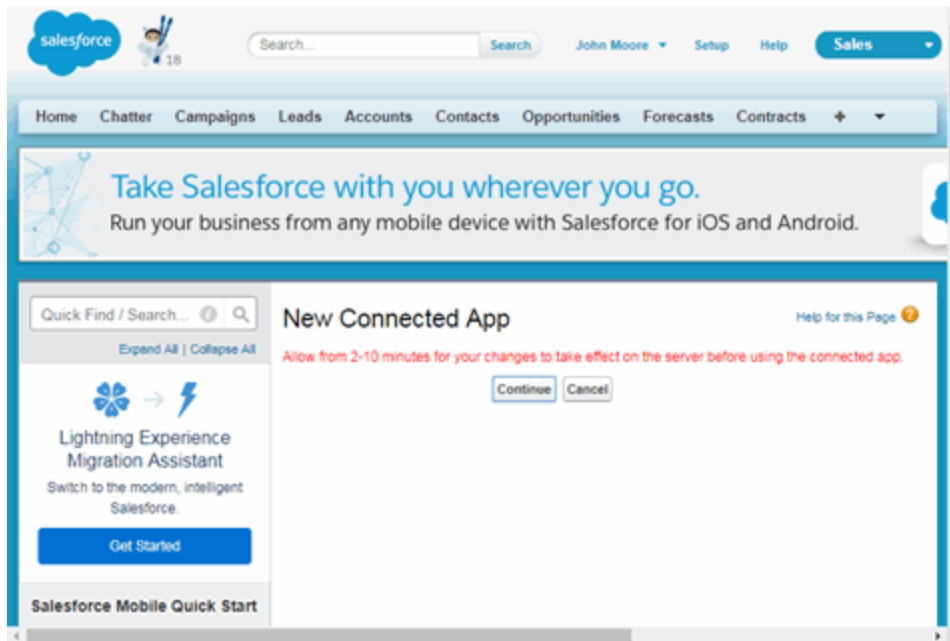 salesforce
18
Search...
Search
John Moore
Setup
Help
Sales
Home
Chatter
Campaigns
Leads
Accounts
Contacts
Opportunities
Forecasts
Contracts
+
Take Salesforce with you wherever you go.
Run your business from any mobile device with Salesforce for iOS and Android.
Quick Find / Search...
Expand All | Collapse All
Lightning Experience
Migration Assistant
Switch to the modern, intelligent
Salesforce.
Get Started
Salesforce Mobile Quick Start
New Connected App
Help for this Page
Allow from 2-10 minutes for your changes to take effect on the server before using the connected app.
Continue
Cancel